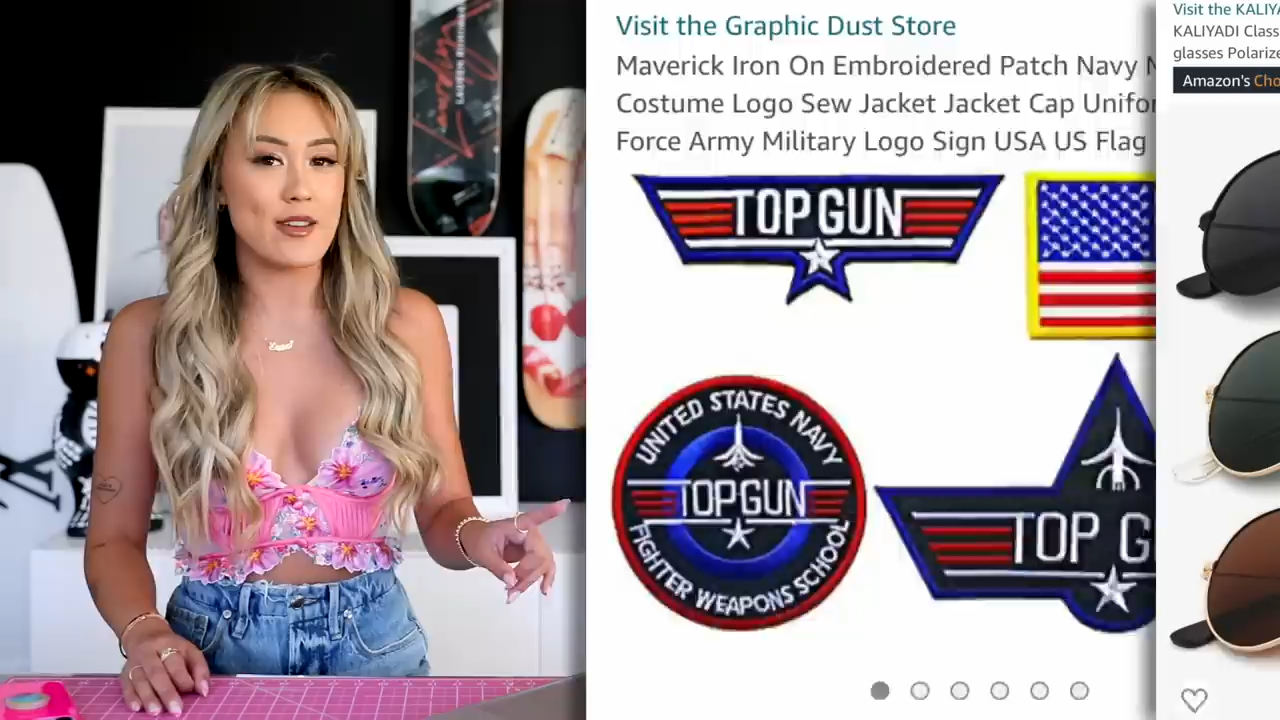 Visit the Graphic Dust Store
Maverick Iron On Embroidered Patch Navy
Costume Logo Sew Jacket Jacket Cap Unifor
Force Army Military Logo Sign USA US Flag
TOP GUN
UNITED STATES NAVY
TOPGUN
FIGHTER WEAPONS SCHOOL
TOP G
Visit the KALIYA
KALIYADI Class
glasses Polarize
Amazon's Cho